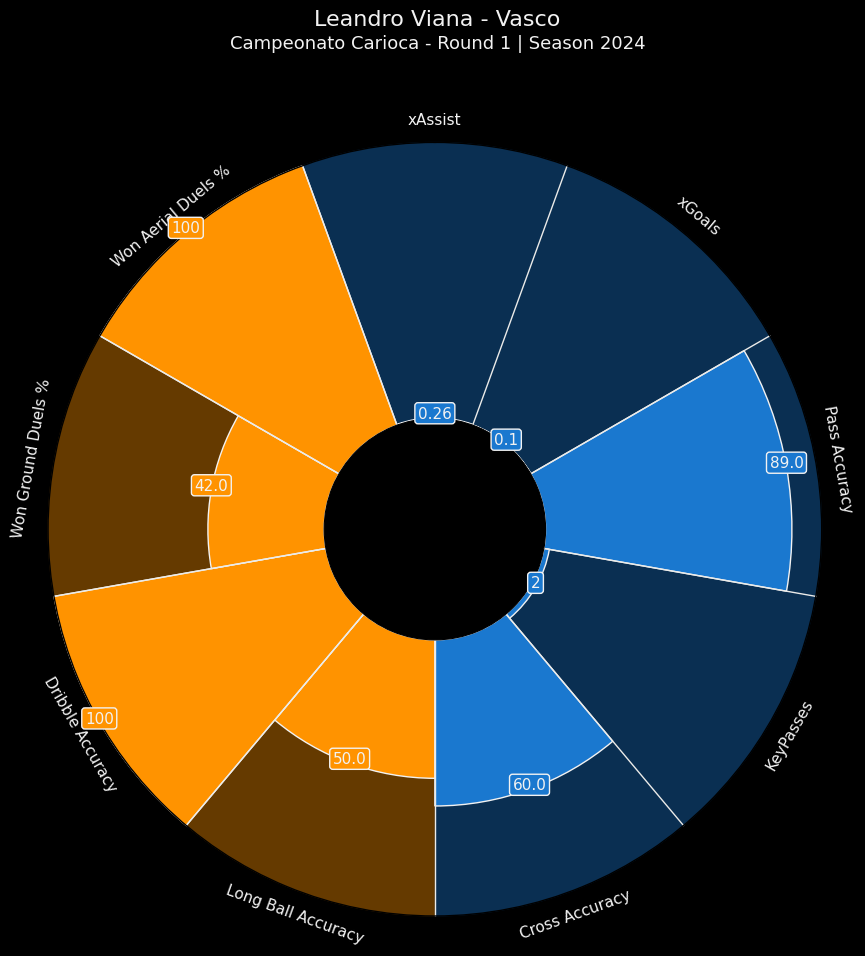 Leandro Viana - Vasco
Campeonato Carioca - Round 1 | Season 2024
xAssist
0.26
xGoals
0.1
Pass Accuracy
89.0
KeyPasses
2
Cross Accuracy
60.0
Long Ball Accuracy
50.0
Dribble Accuracy
100
Won Ground Duels %
42.0
Won Aerial Duels %
100